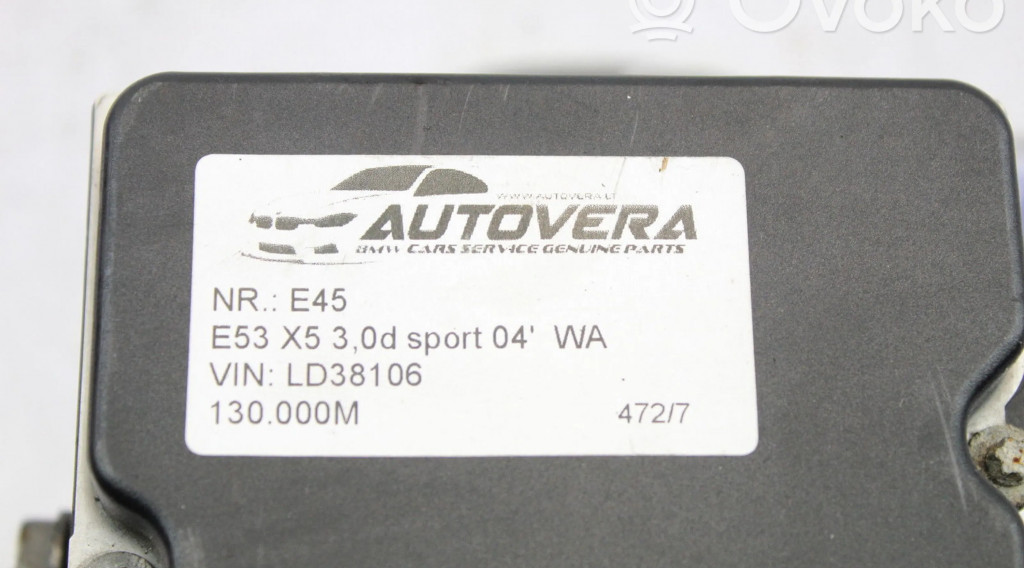 OVOKO
WWW.AUTOVERA.LT
AUTOVERA
BMW CARS SERVICE GENUINE PARTS
NR.: E45
E53 X5 3,0d sport 04' WA
VIN: LD38106
130.000M 472/7